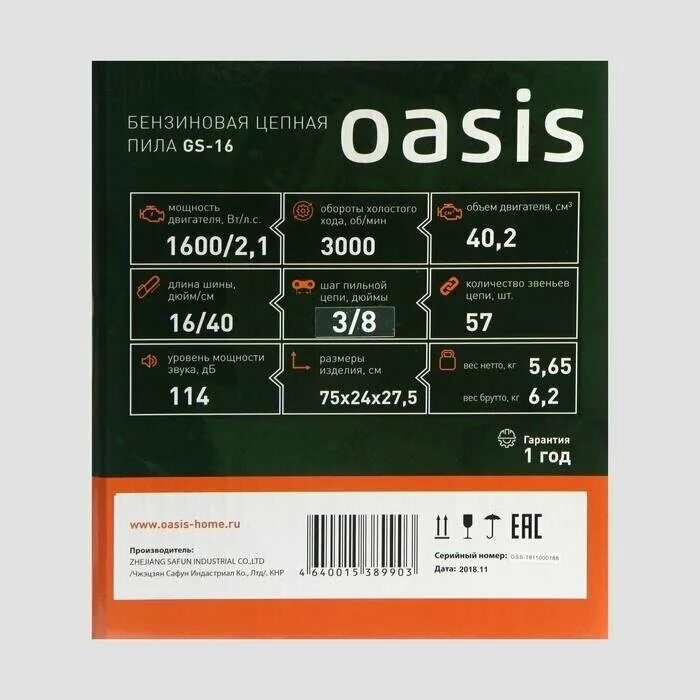 БЕНЗИНОВАЯ ЦЕПНАЯ
ПИЛА GS-16
oasis
мощность
двигателя, Вт/л.с.
1600/2,1
обороты холостого
хода, об/мин
3000
объем двигателя, см³
40,2
длина шины,
дюйм/см
16/40
шаг пильной
цепи, дюймы
3/8
количество звеньев
цепи, шт.
57
уровень мощности
звука, дБ
114
размеры
изделия, см
75x24x27,5
вес нетто, кг 5,65
вес брутто, кг 6,2
Гарантия
1 год
www.oasis-home.ru
Производитель:
ZHEJIANG SAFUN INDUSTRIAL CO.,LTD
/Чжэцзян Сафун Индастриал Ко., Лтд/, КНР
4 640015 389903
EAC
Серийный номер: GSS-1811000788
Дата: 2018.11